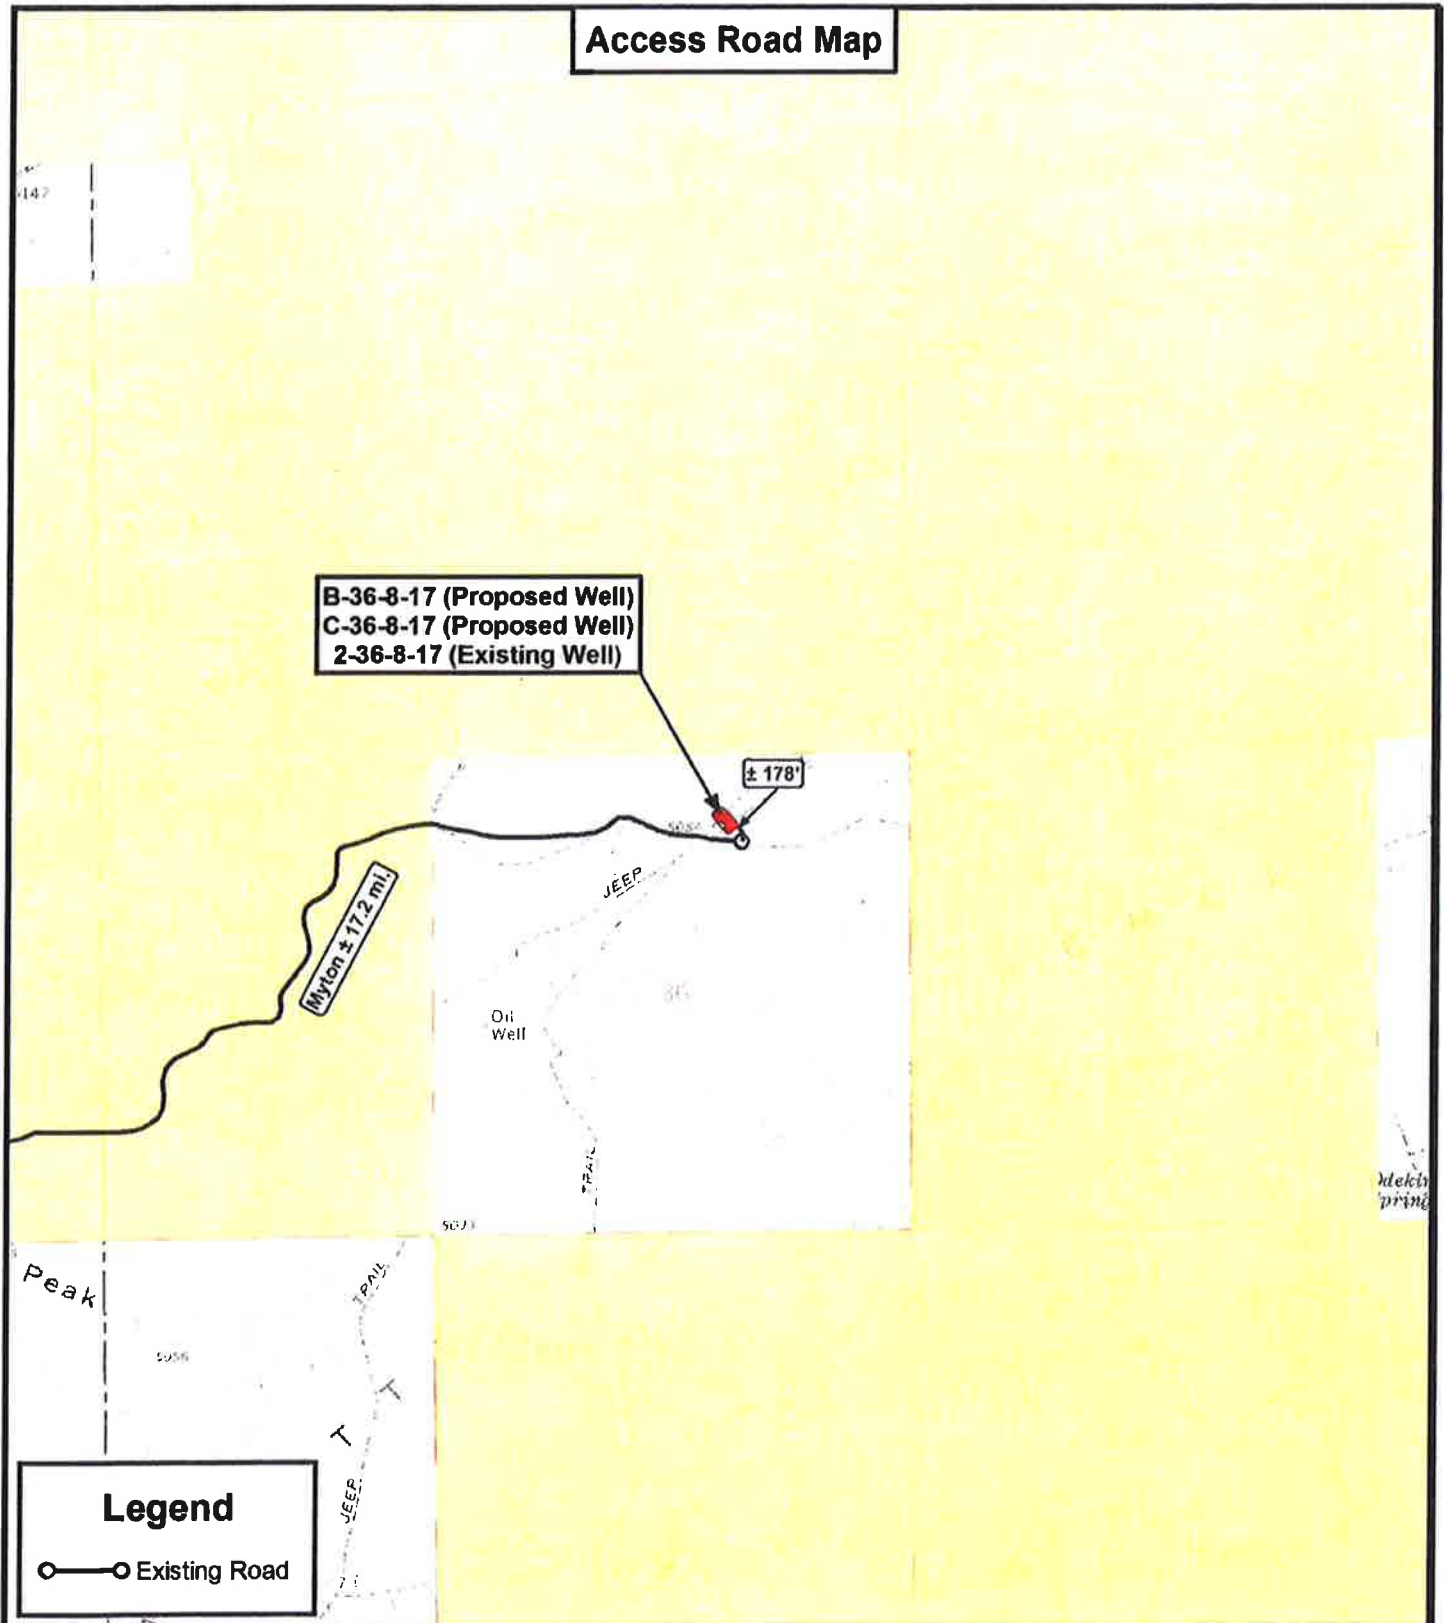 Access Road Map
B-36-8-17 (Proposed Well)
C-36-8-17 (Proposed Well)
2-36-8-17 (Existing Well)
± 178'
JEEP
Myton ± 17.2 mi.
36
Oil
Well
TRAIL
Peak
TRAIL
JEEP
Legend
Existing Road